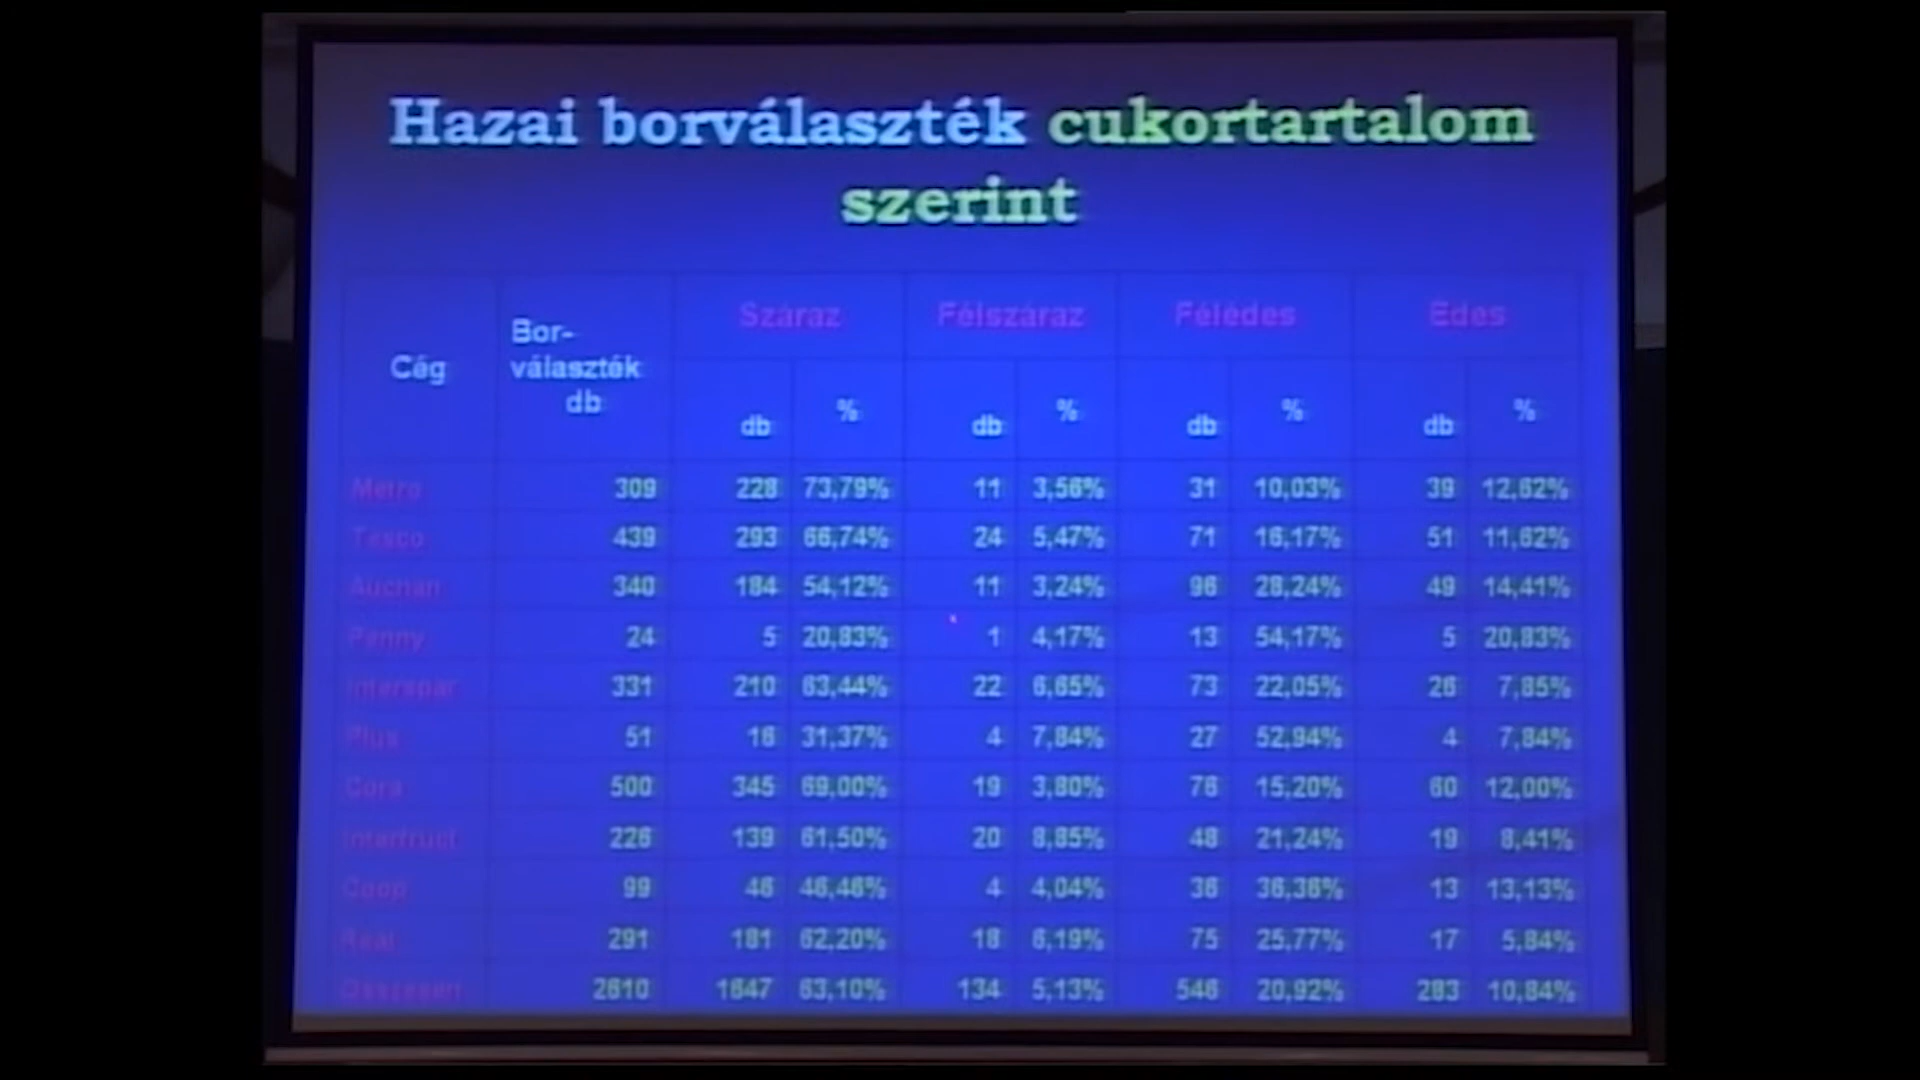 Hazai borválaszték cukortartalom
szerint
Cég Bor-választék db Száraz Félszáraz Félédes Édes
db % db % db % db %
Metro 309 228 73,79% 11 3,56% 31 10,03% 39 12,62%
Tesco 439 293 66,74% 24 5,47% 71 16,17% 51 11,62%
Auchan 340 184 54,12% 11 3,24% 96 28,24% 49 14,41%
Penny 24 5 20,83% 1 4,17% 13 54,17% 5 20,83%
Interspar 331 210 63,44% 22 6,65% 73 22,05% 26 7,85%
Plus 51 16 31,37% 4 7,84% 27 52,94% 4 7,84%
Cora 500 345 69,00% 19 3,80% 76 15,20% 60 12,00%
Interfruct 226 139 61,50% 20 8,85% 48 21,24% 19 8,41%
Coop 99 46 46,46% 4 4,04% 36 36,36% 13 13,13%
Reál 291 181 62,20% 18 6,19% 75 25,77% 17 5,84%
Összesen 2610 1647 63,10% 134 5,13% 546 20,92% 283 10,84%